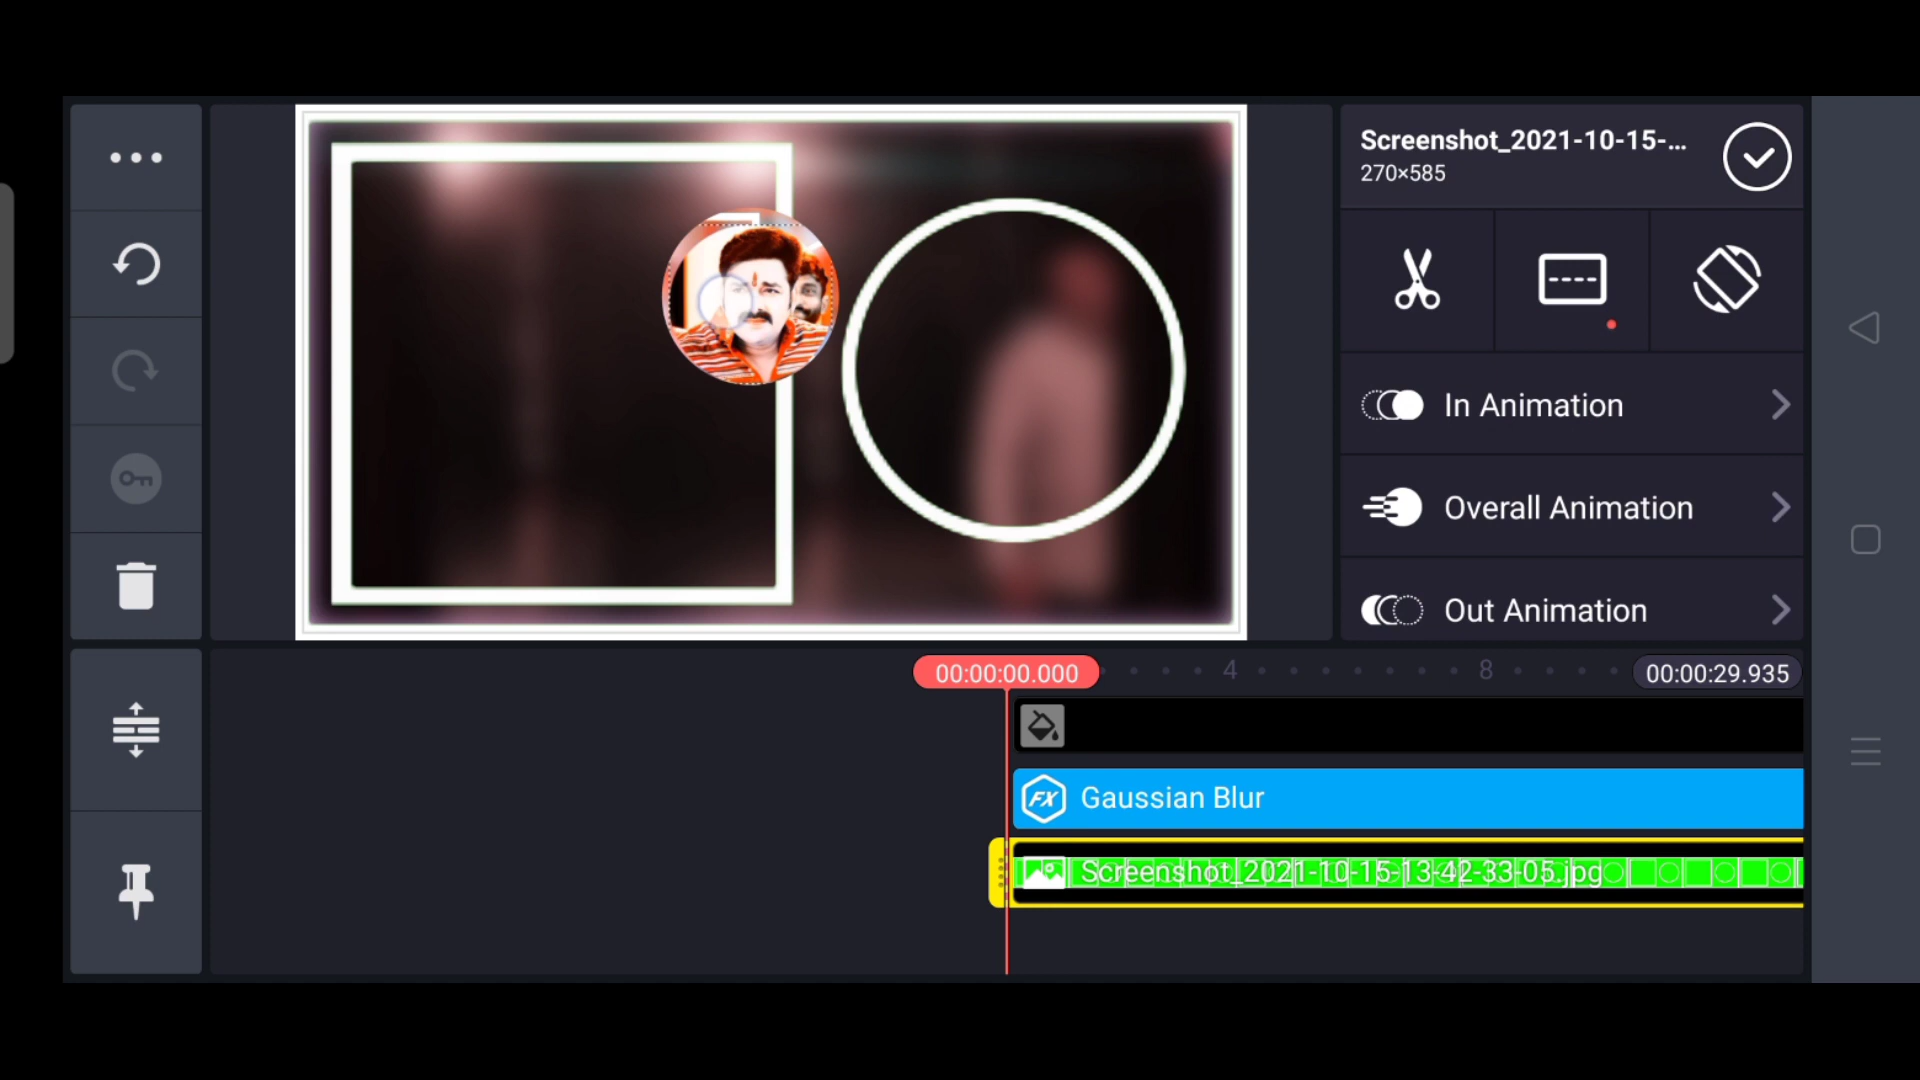 Screenshot_2021-10-15-...
270×585
In Animation
Overall Animation
Out Animation
00:00:00.000
4
8
00:00:29.935
FX Gaussian Blur
Screenshot_2021-10-15-13-42-33-05.jpg